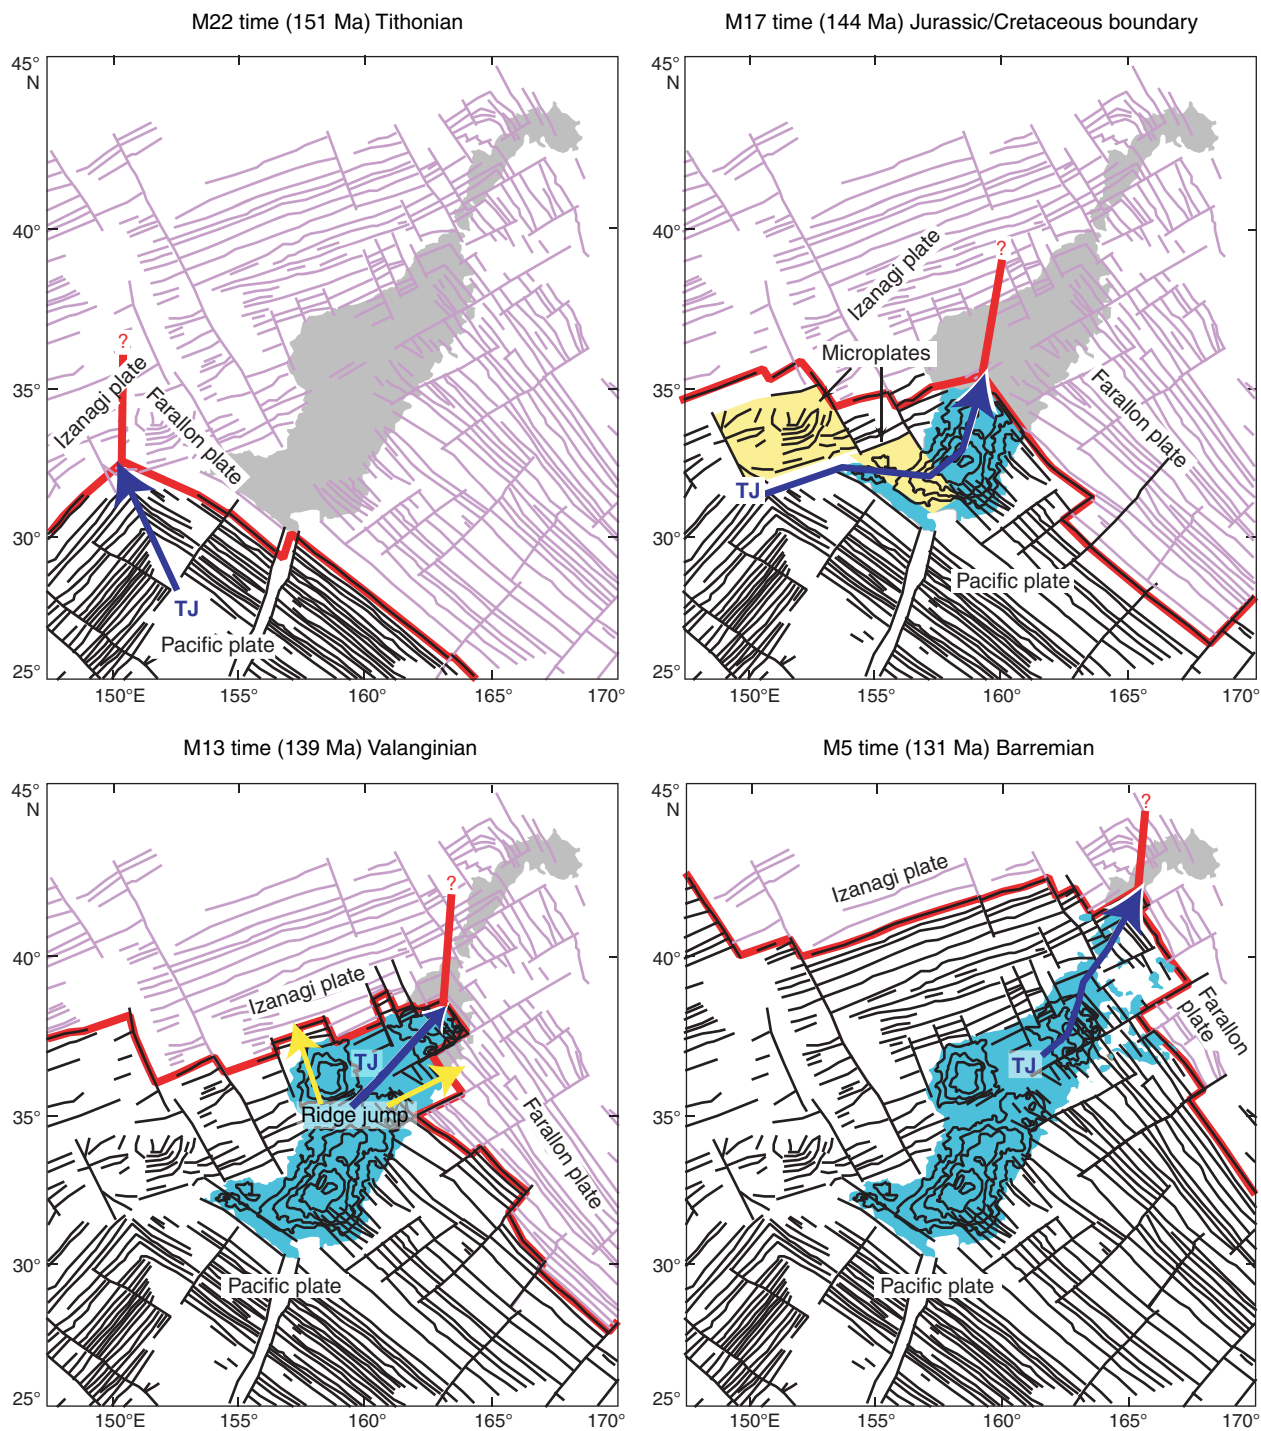 M22 time (151 Ma) Tithonian
45°
N
40°
35°
30°
25°
150°E
155°
160°
165°
170°
?
Izanagi plate
Farallon plate
TJ
Pacific plate
M17 time (144 Ma) Jurassic/Cretaceous boundary
45°
N
40°
35°
30°
25°
150°E
155°
160°
165°
170°
?
Izanagi plate
Microplates
Farallon plate
TJ
Pacific plate
M13 time (139 Ma) Valanginian
45°
N
40°
35°
30°
25°
150°E
155°
160°
165°
170°
?
Izanagi plate
TJ
Ridge jump
Farallon plate
Pacific plate
M5 time (131 Ma) Barremian
45°
N
40°
35°
30°
25°
150°E
155°
160°
165°
170°
?
Izanagi plate
Farallon
plate
TJ
Pacific plate